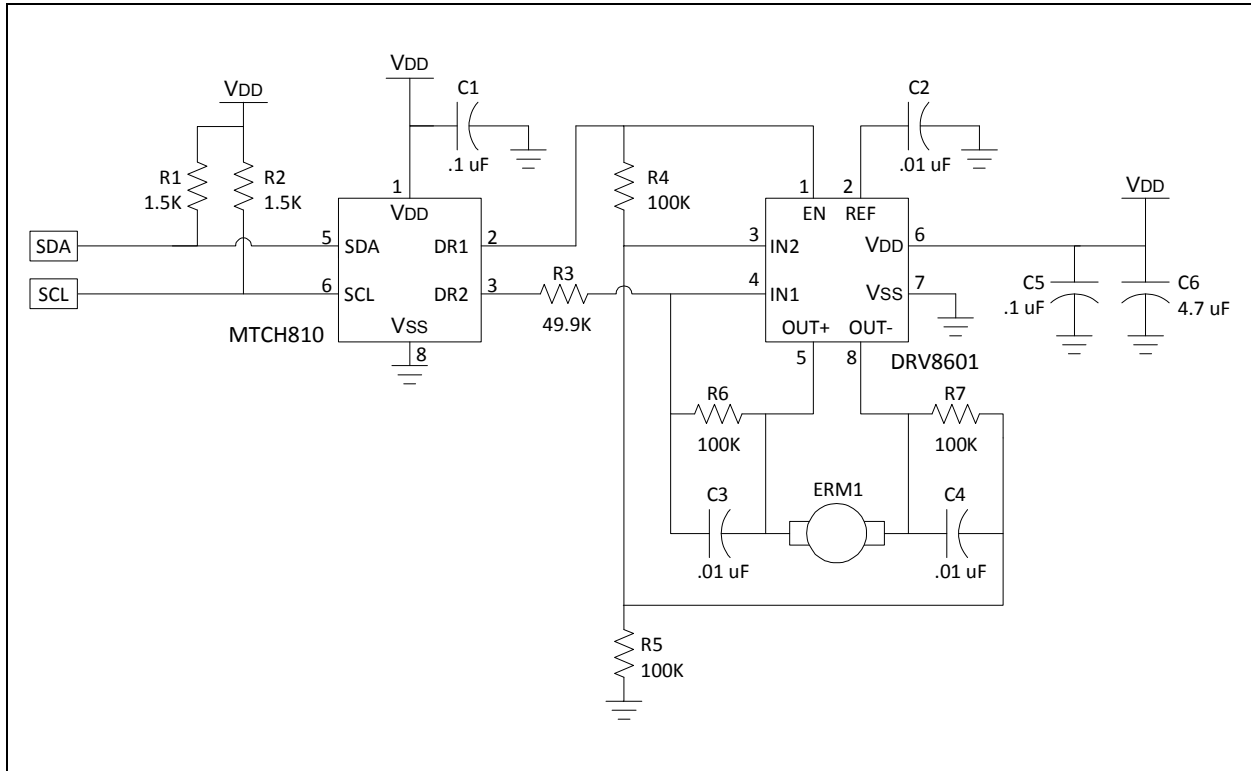 VDD
C1
.1 uF
VDD
R1
1.5K
R2
1.5K
SDA
SCL
1
VDD
5
SDA
6
SCL
DR1
2
DR2
3
VSS
8
MTCH810
R3
49.9K
R4
100K
C2
.01 uF
1
2
EN
REF
3
IN2
4
IN1
VDD
6
VSS
7
OUT+
OUT-
5
8
DRV8601
VDD
C5
.1 uF
C6
4.7 uF
R6
100K
R7
100K
C3
.01 uF
ERM1
C4
.01 uF
R5
100K